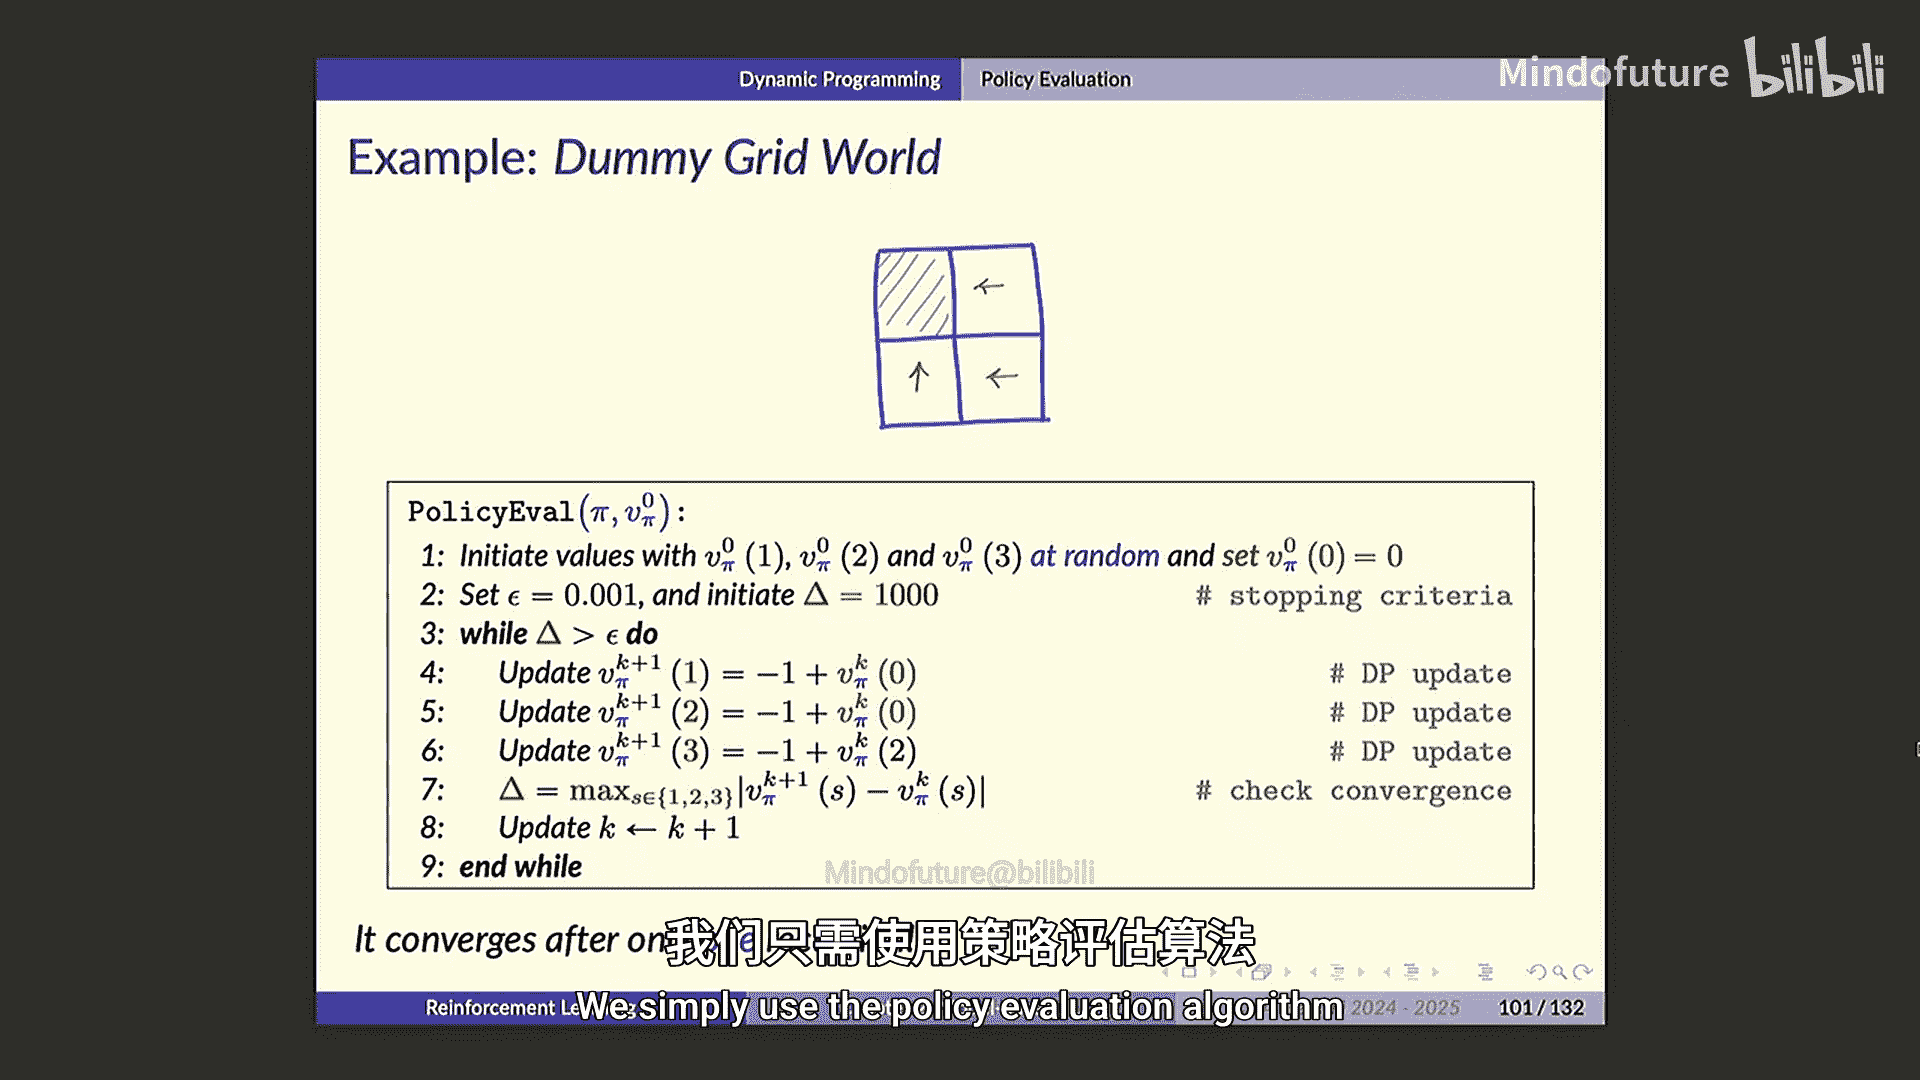 Mindofuture bilibili
Dynamic Programming Policy Evaluation
Example: Dummy Grid World
←
↑ ←
PolicyEval(π, v_π^0):
1: Initiate values with v_π^0 (1), v_π^0 (2) and v_π^0 (3) at random and set v_π^0 (0) = 0
2: Set ϵ = 0.001, and initiate Δ = 1000 # stopping criteria
3: while Δ > ϵ do
4: Update v_π^{k+1} (1) = −1 + v_π^k (0) # DP update
5: Update v_π^{k+1} (2) = −1 + v_π^k (0) # DP update
6: Update v_π^{k+1} (3) = −1 + v_π^k (2) # DP update
7: Δ = max_{s∈{1,2,3}} |v_π^{k+1} (s) − v_π^k (s)| # check convergence
8: Update k ← k + 1
9: end while
Mindofuture@bilibili
It converges after
我们只需使用策略评估算法
Reinforcement 2024 - 2025 101 / 132
We simply use the policy evaluation algorithm